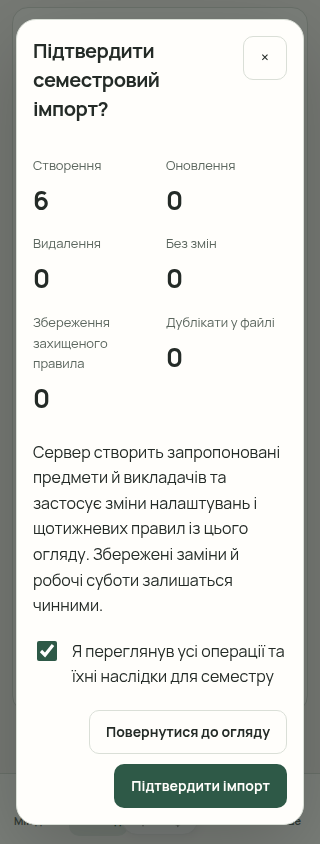 Підтвердити
семестровий
імпорт?
×
Створення
6
Оновлення
0
Видалення
0
Без змін
0
Збереження
захищеного
правила
0
Дублікати у файлі
0
Сервер створить запропоновані
предмети й викладачів та
застосує зміни налаштувань і
щотижневих правил із цього
огляду. Збережені заміни й
робочі суботи залишаться
чинними.
Я переглянув усі операції та
їхні наслідки для семестру
Повернутися до огляду
Підтвердити імпорт